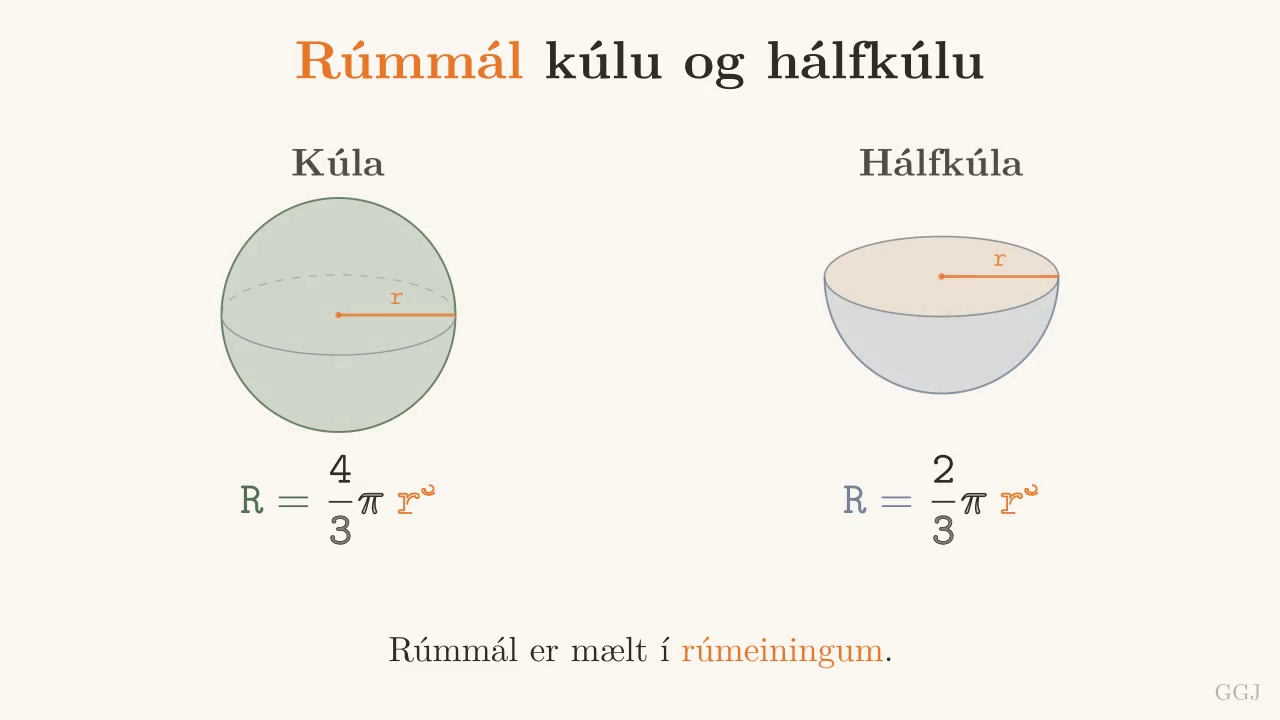 Rúmmál kúlu og hálfkúlu
Kúla
Hálfkúla
r
r
R = 4/3 π r³
R = 2/3 π r³
Rúmmál er mælt í rúmeiningum.
GGJ